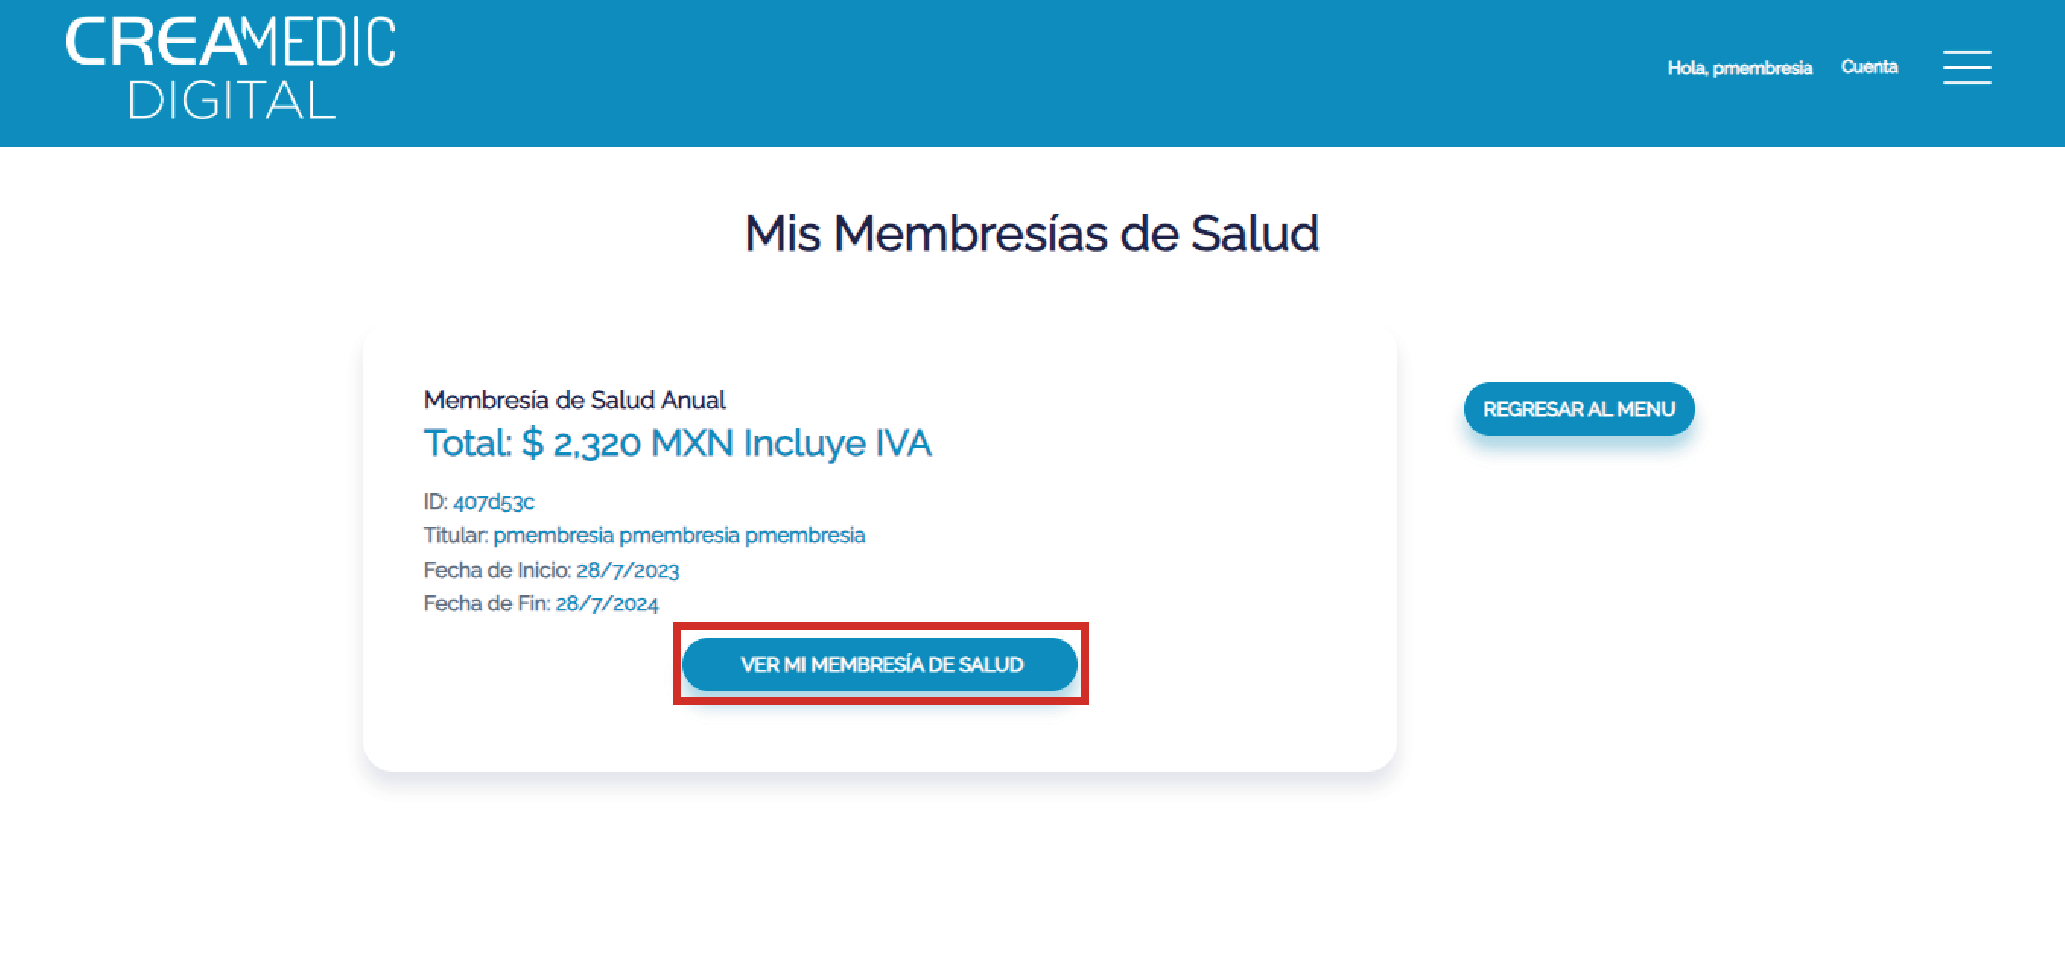 CREAMEDIC
DIGITAL
Hola, pmembresia
Cuenta
Mis Membresías de Salud
Membresía de Salud Anual
Total: $ 2,320 MXN Incluye IVA
ID: 407d53c
Titular: pmembresia pmembresia pmembresia
Fecha de Inicio: 28/7/2023
Fecha de Fin: 28/7/2024
VER MI MEMBRESÍA DE SALUD
REGRESAR AL MENU